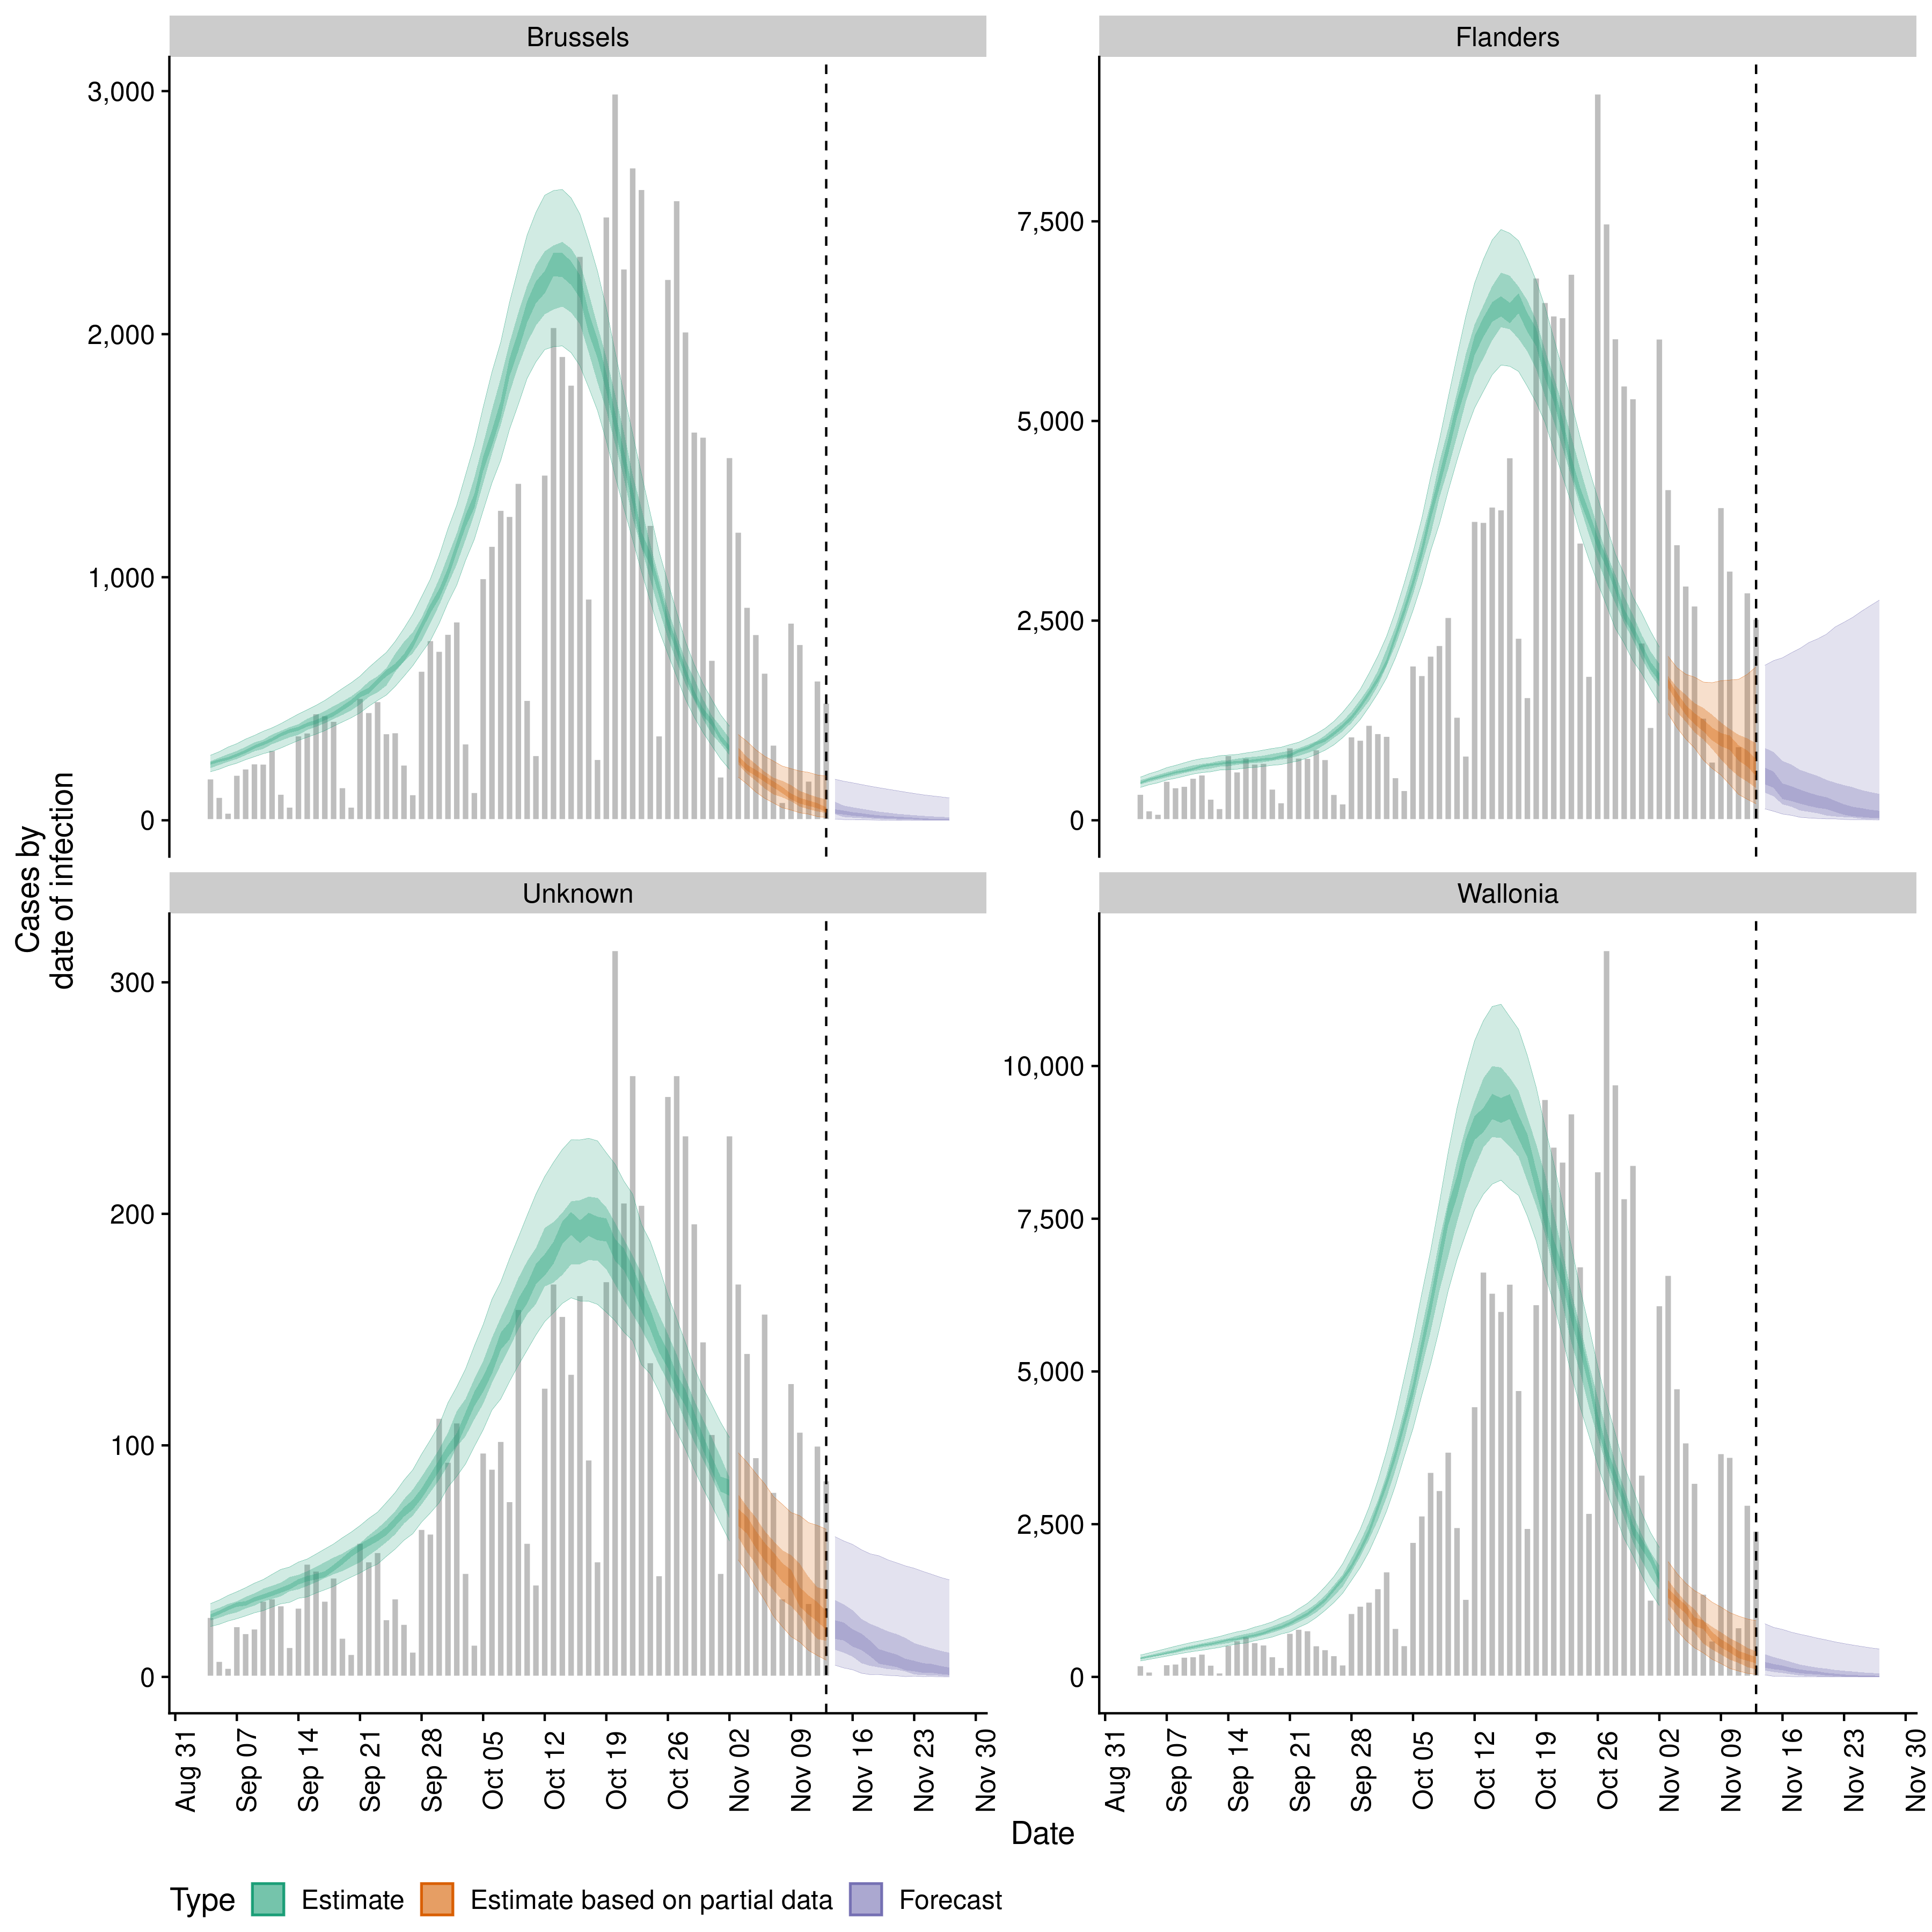 Brussels
Flanders
3,000
2,000
1,000
0
7,500
5,000
2,500
0
Cases by
date of infection
Unknown
Wallonia
300
200
100
0
10,000
7,500
5,000
2,500
0
Aug 31
Sep 07
Sep 14
Sep 21
Sep 28
Oct 05
Oct 12
Oct 19
Oct 26
Nov 02
Nov 09
Nov 16
Nov 23
Nov 30
Aug 31
Sep 07
Sep 14
Sep 21
Sep 28
Oct 05
Oct 12
Oct 19
Oct 26
Nov 02
Nov 09
Nov 16
Nov 23
Nov 30
Date
Type Estimate Estimate based on partial data Forecast